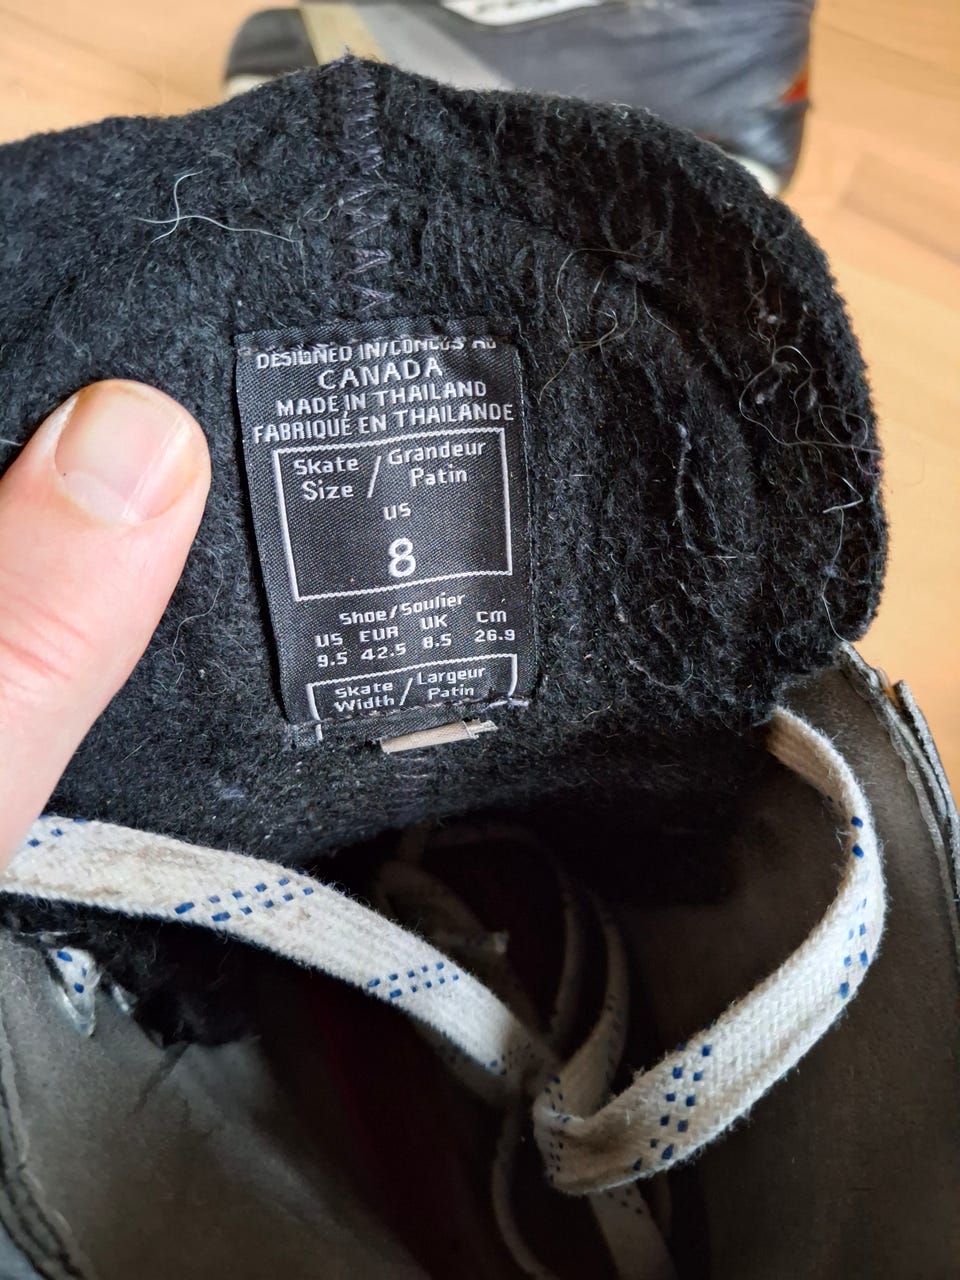 DESIGNED IN/CONÇUS AU
CANADA
MADE IN THAILAND
FABRIQUÉ EN THAILANDE
Skate / Grandeur
Size / Patin
US
8
Shoe/Soulier
US EUR UK CM
9.5 42.5 8.5 26.9
Skate / Largeur
Width / Patin